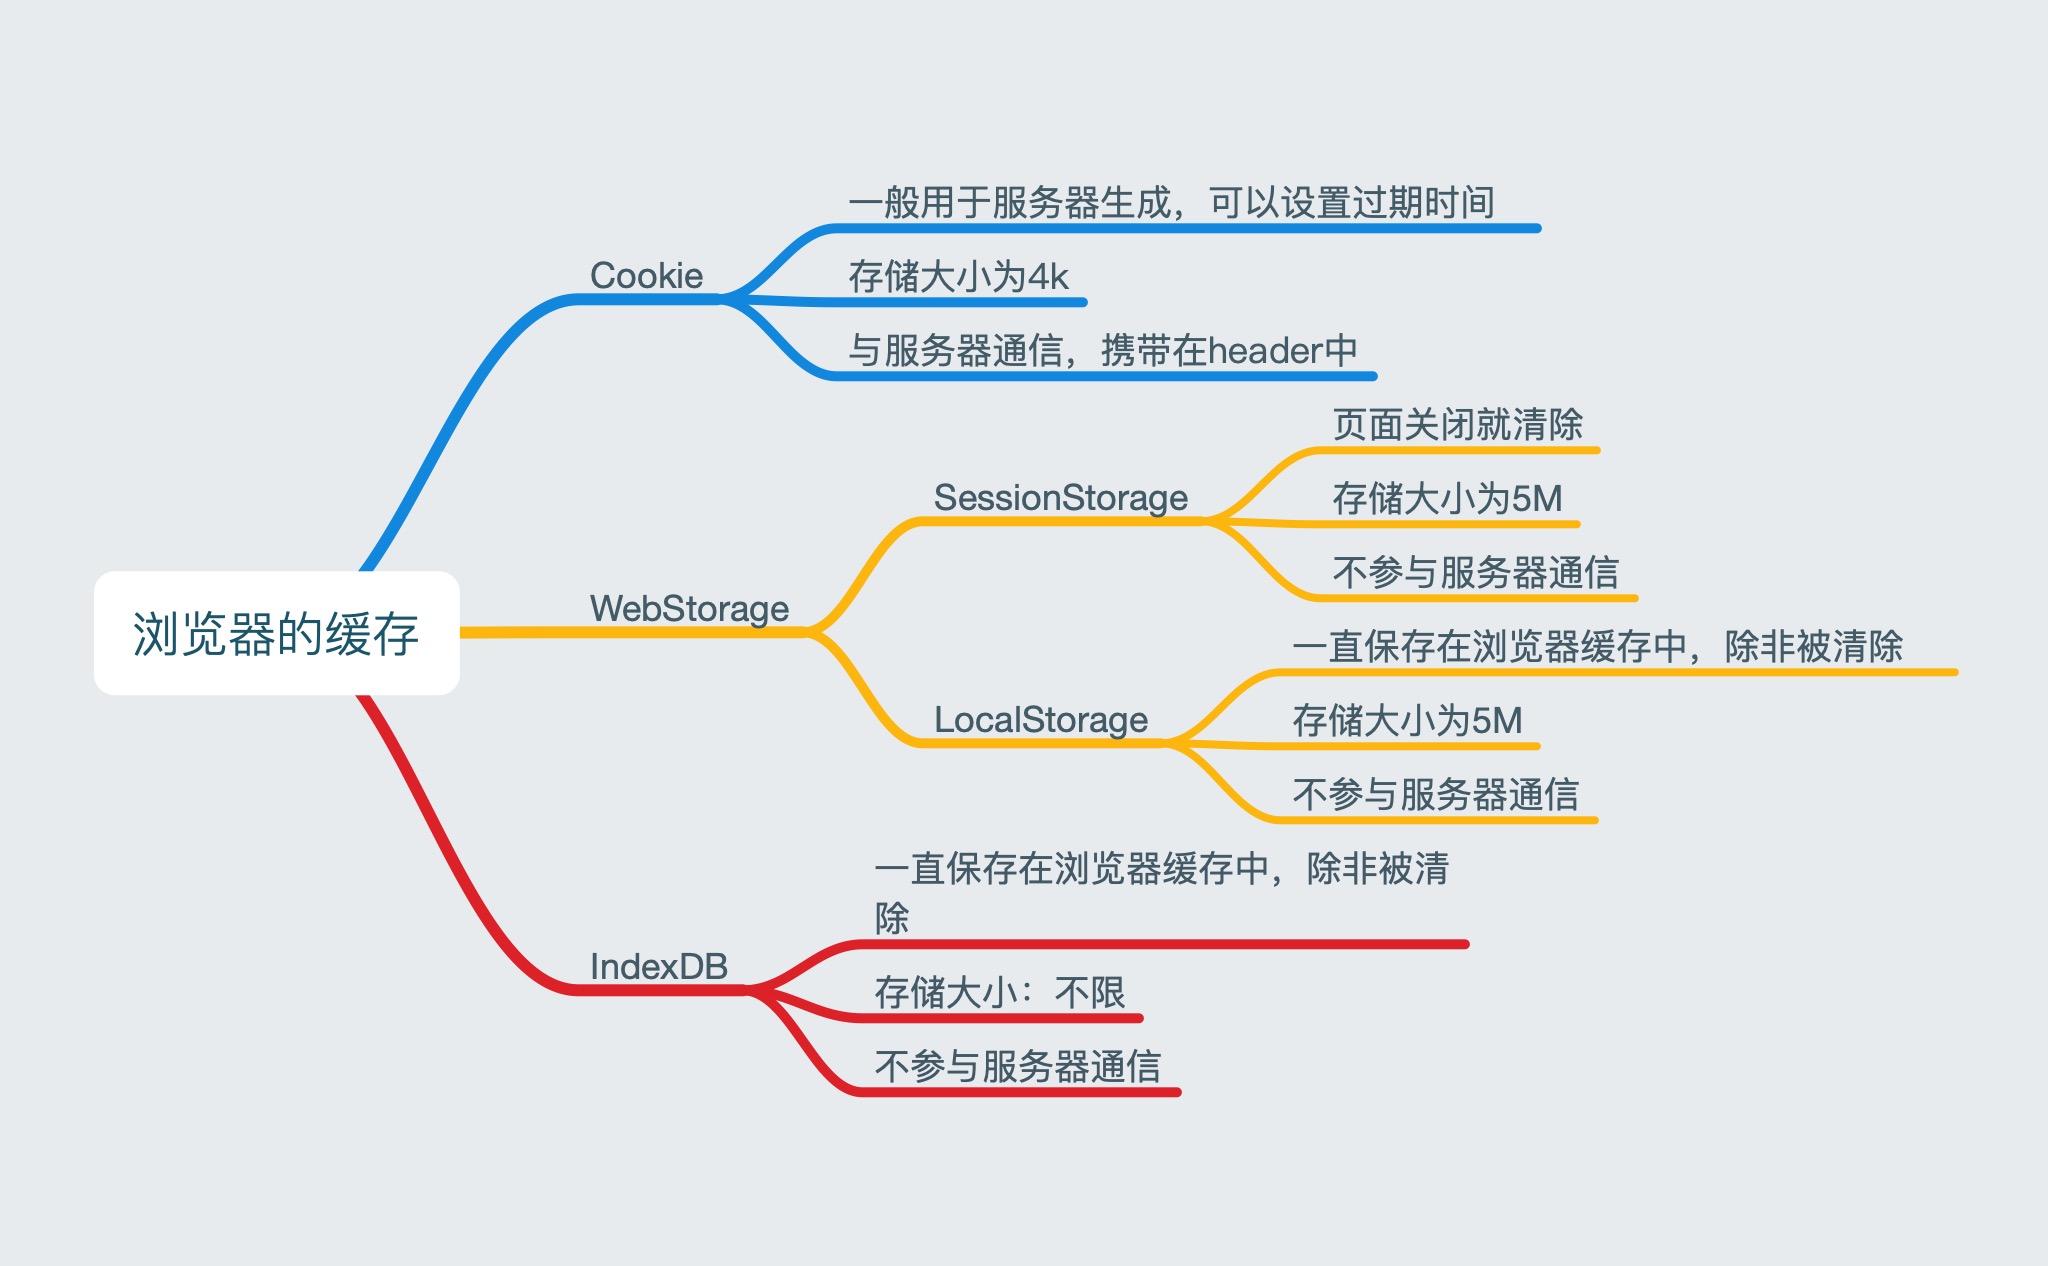 浏览器的缓存
Cookie
一般用于服务器生成，可以设置过期时间
存储大小为4k
与服务器通信，携带在header中
WebStorage
SessionStorage
页面关闭就清除
存储大小为5M
不参与服务器通信
LocalStorage
一直保存在浏览器缓存中，除非被清除
存储大小为5M
不参与服务器通信
IndexDB
一直保存在浏览器缓存中，除非被清
除
存储大小：不限
不参与服务器通信